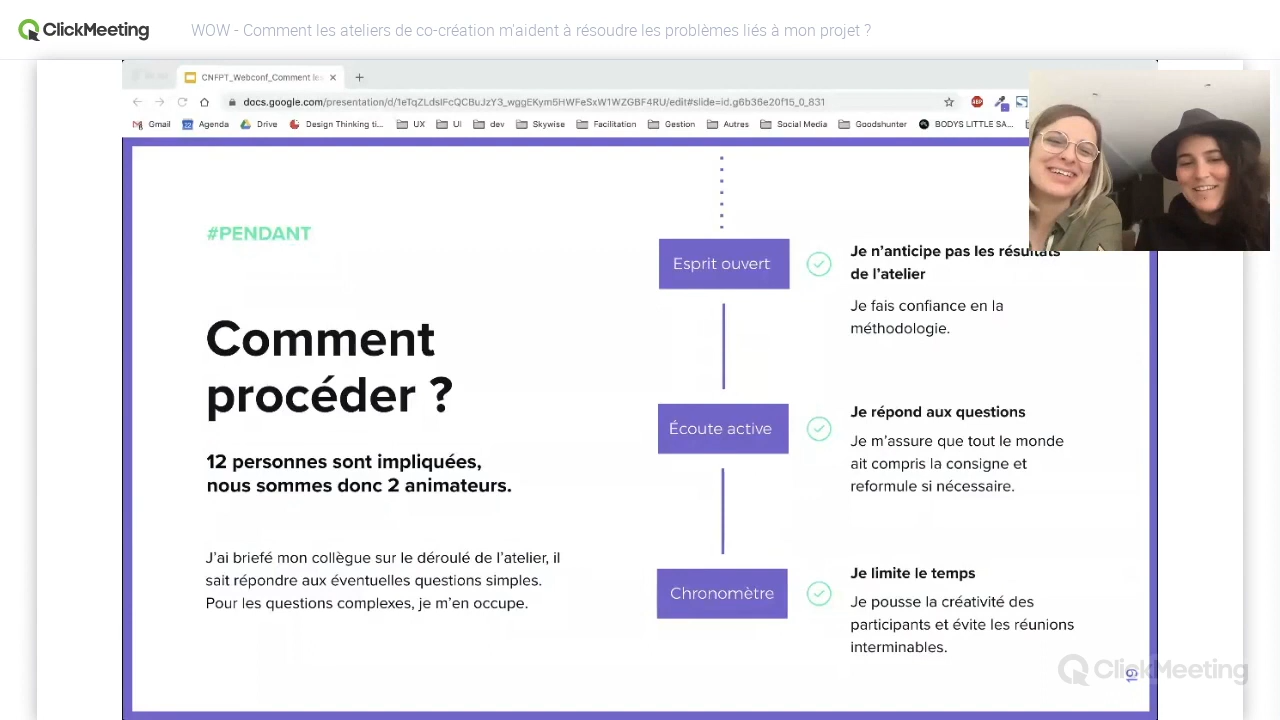 ClickMeeting
WOW - Comment les ateliers de co-création m'aident à résoudre les problèmes liés à mon projet ?
CNFPT_Webconf_Comment le
docs.google.com/presentation/d/1eTqZLdsIFcQCBuJzY3_wggEKym5HWFeSxW1WZGBF4RU/edit#slide=id.g6b36e20f15_0_831
Gmail
Agenda
Drive
Design Thinking ti...
UX
UI
dev
Skywise
Facilitation
Gestion
Autres
Social Media
Goodshunter
BODYS LITTLE SA...
#PENDANT
Comment
procéder ?
12 personnes sont impliquées,
nous sommes donc 2 animateurs.
J'ai briefé mon collègue sur le déroulé de l'atelier, il
sait répondre aux éventuelles questions simples.
Pour les questions complexes, je m'en occupe.
Esprit ouvert
Je n'anticipe pas les résultats
de l'atelier
Je fais confiance en la
méthodologie.
Écoute active
Je répond aux questions
Je m'assure que tout le monde
ait compris la consigne et
reformule si nécessaire.
Chronomètre
Je limite le temps
Je pousse la créativité des
participants et évite les réunions
interminables.
ClickMeeting
19